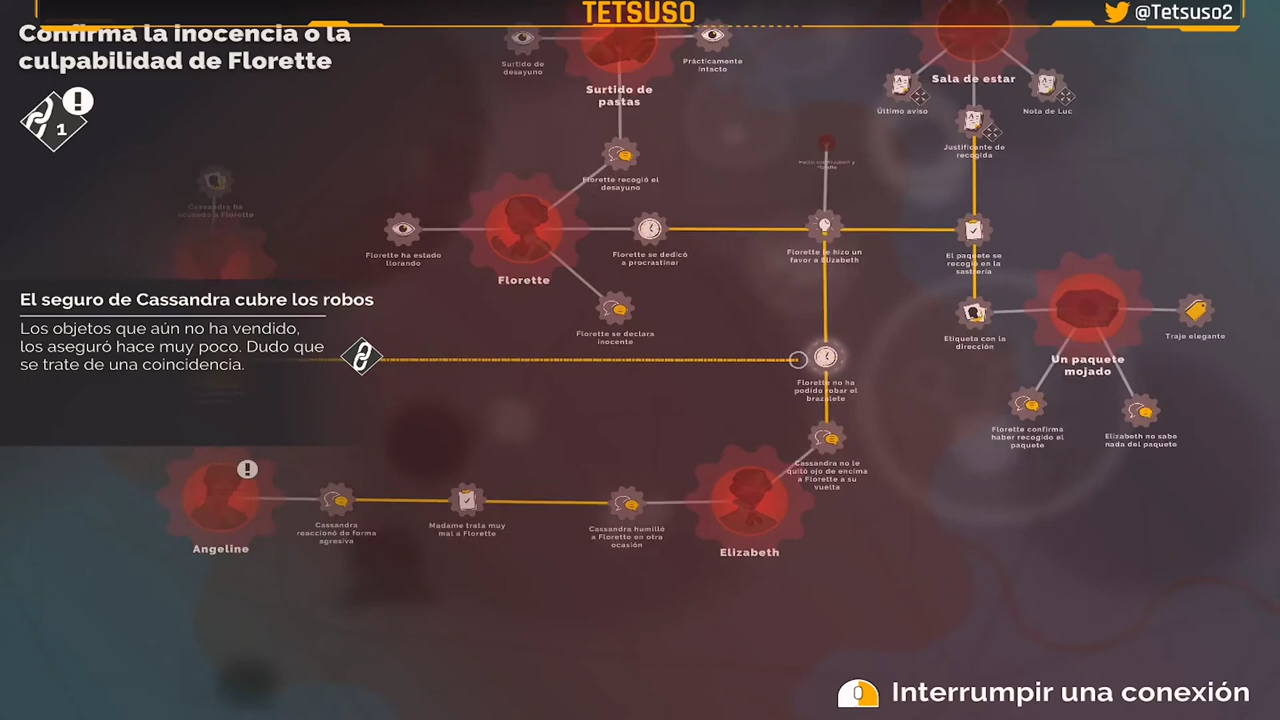 TETSUSO
@Tetsuso2
Confirma la inocencia o la
culpabilidad de Florette
1
Surtido de
desayuno
Prácticamente
intacto
Surtido de
pastas
Sala de estar
Último aviso
Nota de Luc
Justificante de
recogida
Florette recogió el
desayuno
Cassandra ha
acusado a Florette
Florette ha estado
llorando
Florette
Florette se dedicó
a procrastinar
Florette le hizo un
favor a Elizabeth
El paquete se
recogió en la
sastrería
El seguro de Cassandra cubre los robos
Los objetos que aún no ha vendido,
los aseguró hace muy poco. Dudo que
se trate de una coincidencia.
Florette se declara
inocente
Etiqueta con la
dirección
Un paquete
mojado
Traje elegante
Florette no ha
podido robar el
brazalete
Florette confirma
haber recogido el
paquete
Elizabeth no sabe
nada del paquete
Cassandra no le
quitó ojo de encima
a Florette a su
vuelta
Angeline
Cassandra
reaccionó de forma
agresiva
Madame trata muy
mal a Florette
Cassandra humilló
a Florette en otra
ocasión
Elizabeth
Interrumpir una conexión